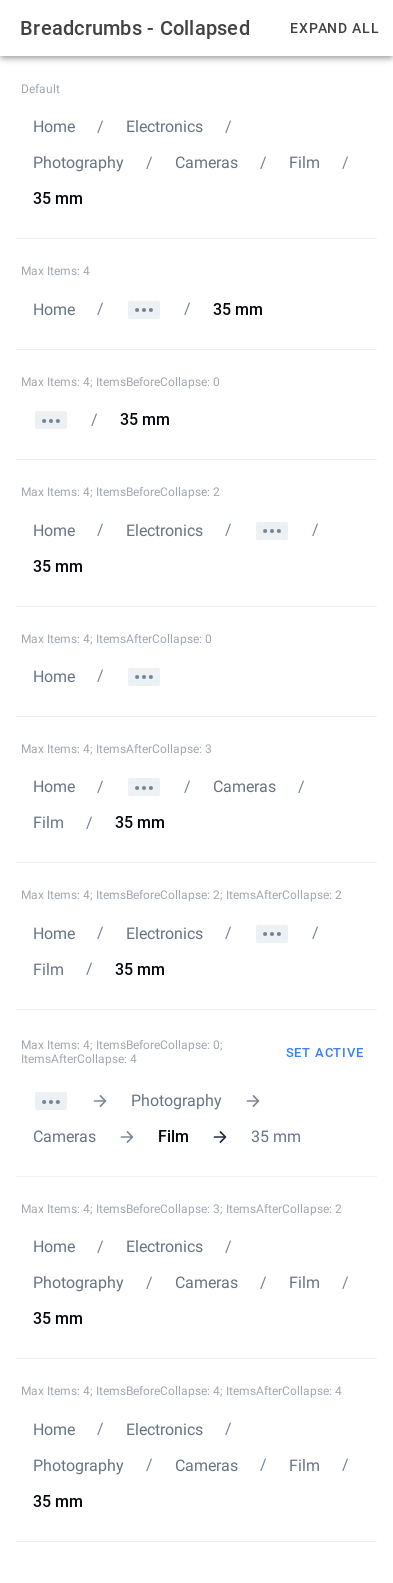 Breadcrumbs - Collapsed EXPAND ALL
Default
Home / Electronics /
Photography / Cameras / Film /
35 mm
Max Items: 4
Home / ••• / 35 mm
Max Items: 4; ItemsBeforeCollapse: 0
••• / 35 mm
Max Items: 4; ItemsBeforeCollapse: 2
Home / Electronics / ••• /
35 mm
Max Items: 4; ItemsAfterCollapse: 0
Home / •••
Max Items: 4; ItemsAfterCollapse: 3
Home / ••• / Cameras /
Film / 35 mm
Max Items: 4; ItemsBeforeCollapse: 2; ItemsAfterCollapse: 2
Home / Electronics / ••• /
Film / 35 mm
Max Items: 4; ItemsBeforeCollapse: 0;
ItemsAfterCollapse: 4
SET ACTIVE
••• → Photography →
Cameras → Film → 35 mm
Max Items: 4; ItemsBeforeCollapse: 3; ItemsAfterCollapse: 2
Home / Electronics /
Photography / Cameras / Film /
35 mm
Max Items: 4; ItemsBeforeCollapse: 4; ItemsAfterCollapse: 4
Home / Electronics /
Photography / Cameras / Film /
35 mm